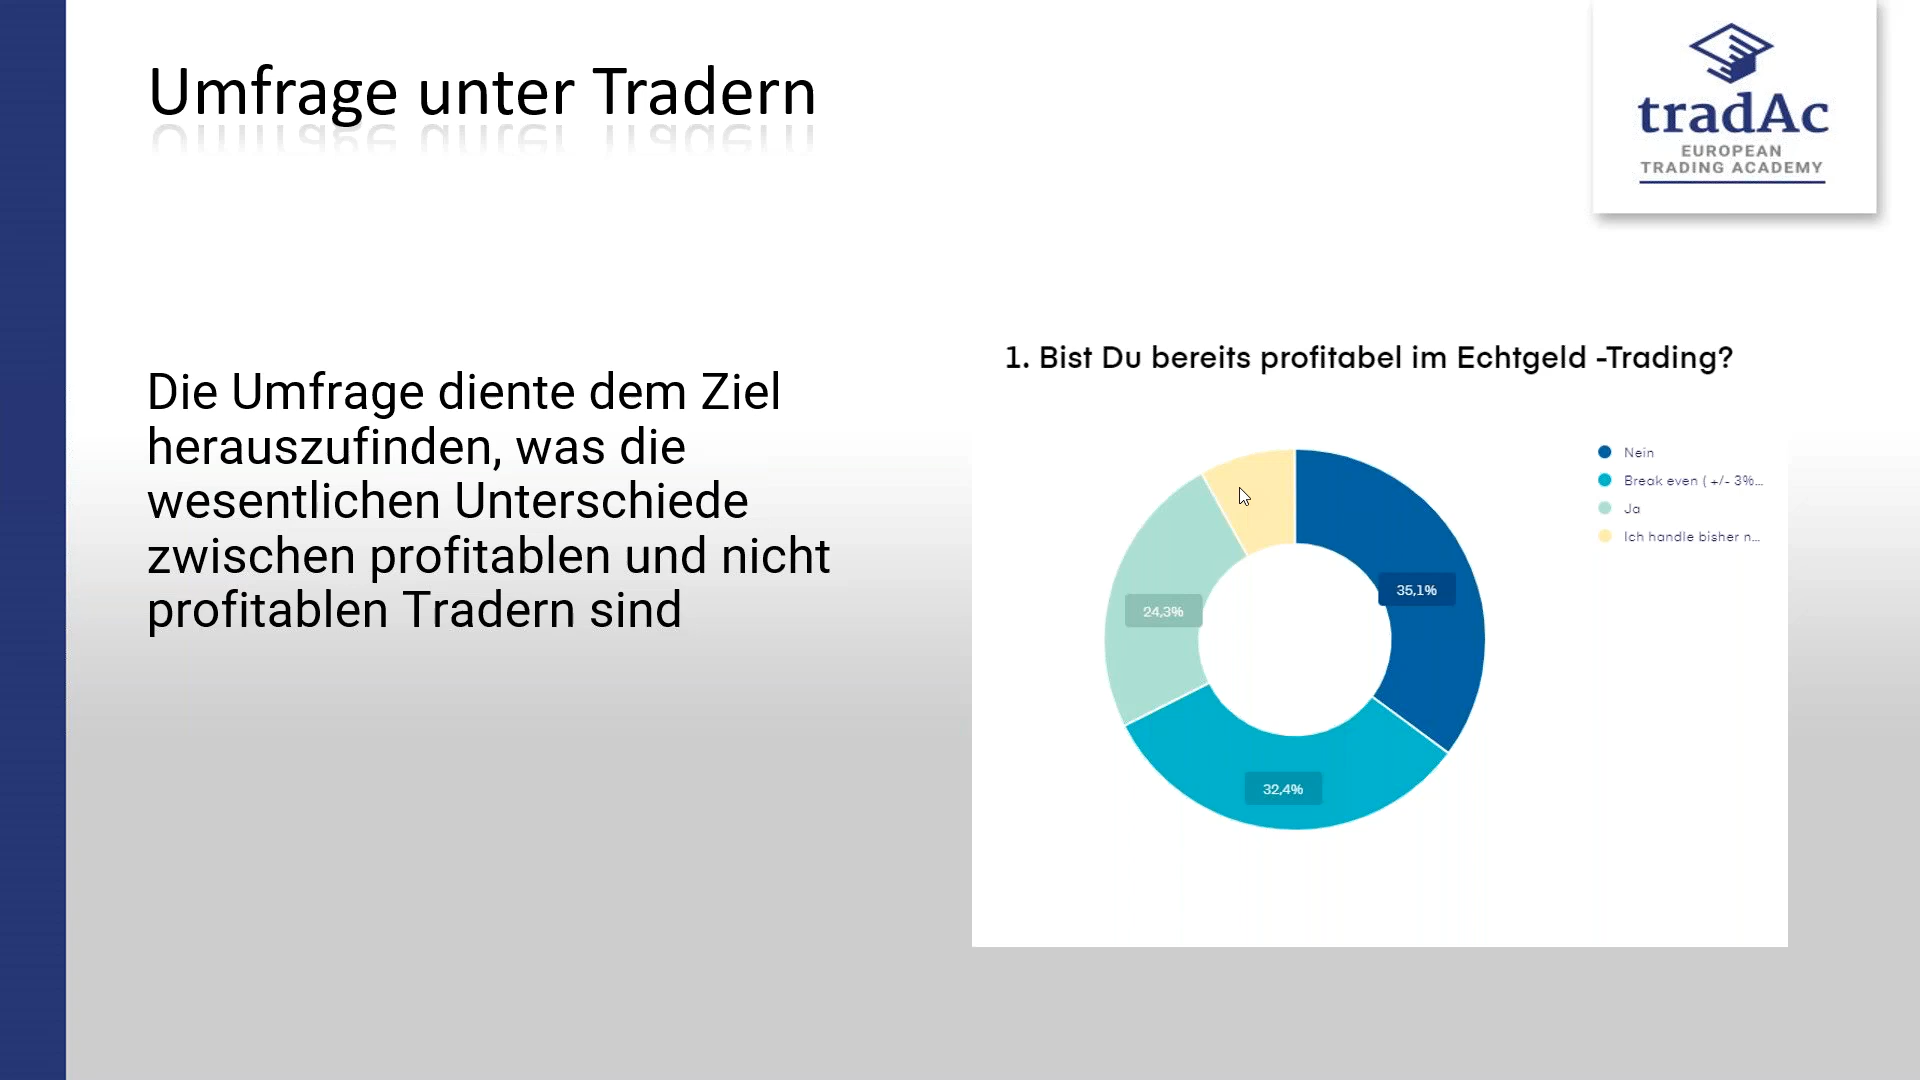 Umfrage unter Tradern
tradAc
EUROPEAN
TRADING ACADEMY
Die Umfrage diente dem Ziel
herauszufinden, was die
wesentlichen Unterschiede
zwischen profitablen und nicht
profitablen Tradern sind
1. Bist Du bereits profitabel im Echtgeld -Trading?
Nein
Break even ( +/- 3%...
Ja
Ich handle bisher n...
35,1%
24,3%
32,4%